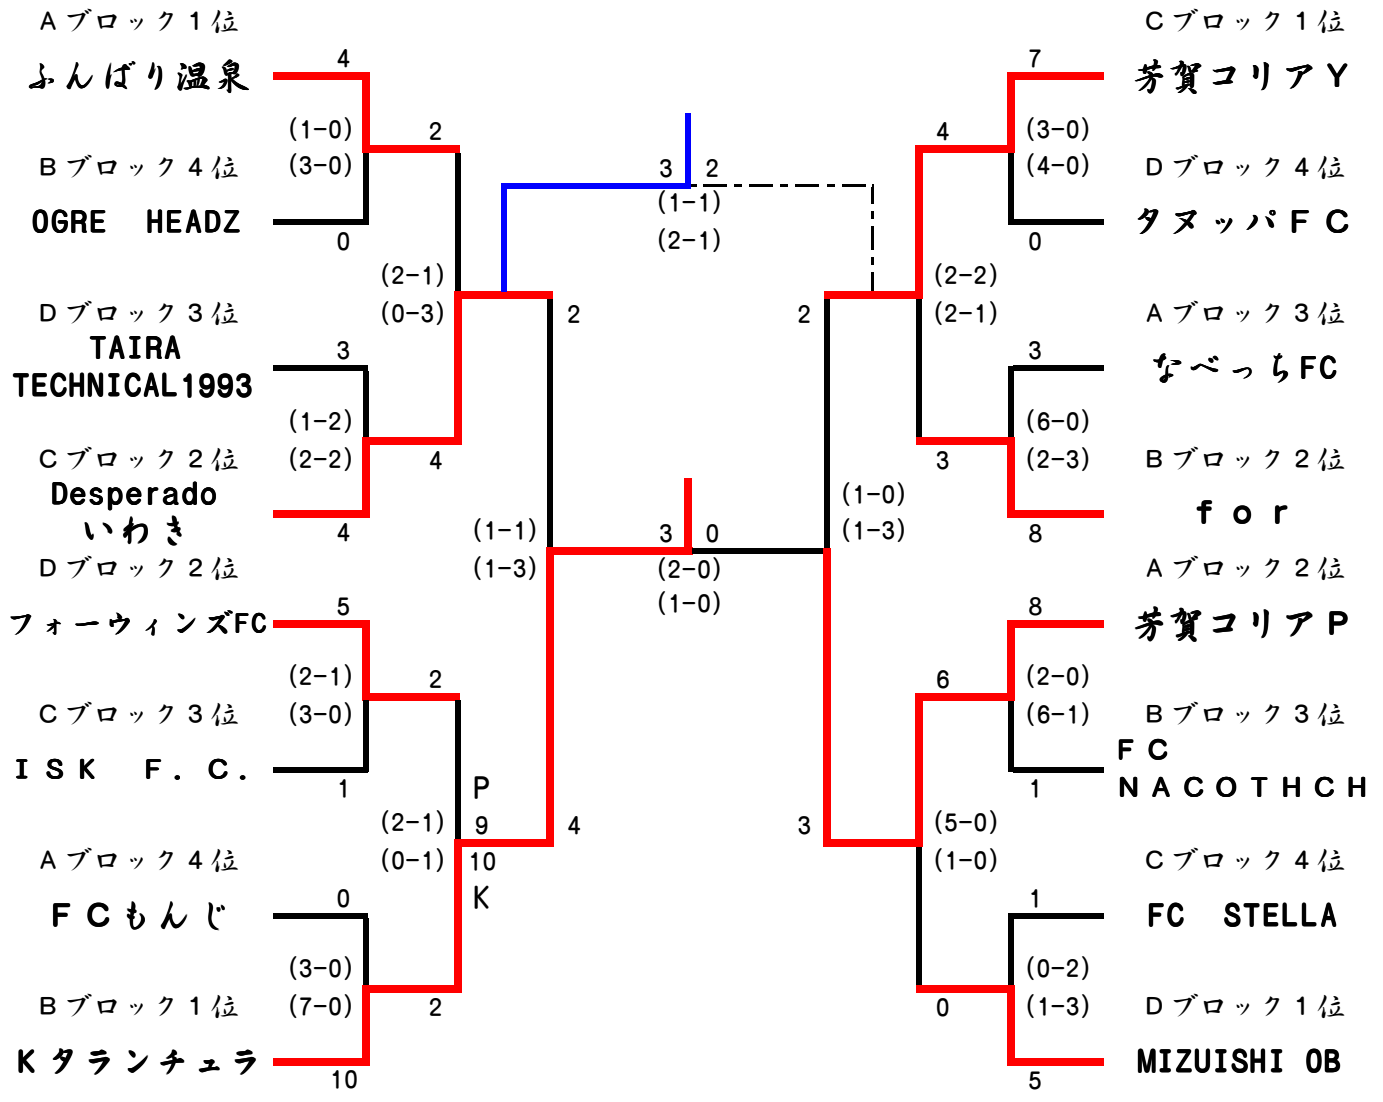 Aブロック1位
ふんばり温泉
4
(1-0)
(3-0)
Bブロック4位
OGRE HEADZ
0
2
Dブロック3位
TAIRA
TECHNICAL1993
3
(1-2)
(2-2)
Cブロック2位
Desperado
いわき
4
4
(2-1)
(0-3)
2
Dブロック2位
フォーウィンズFC
5
(2-1)
(3-0)
Cブロック3位
ISK F.C.
1
2
Aブロック4位
FCもんじ
0
(3-0)
(7-0)
Bブロック1位
Kタランチュラ
10
2
(2-1)
(0-1)
P
9
10
K
4
(1-1)
(1-3)
3 2
(1-1)
(2-1)
3 0
(2-0)
(1-0)
Cブロック1位
芳賀コリアY
7
(3-0)
(4-0)
Dブロック4位
タヌッパFC
0
4
Aブロック3位
なべっちFC
3
(6-0)
(2-3)
Bブロック2位
for
8
3
(2-2)
(2-1)
2
(1-0)
(1-3)
Aブロック2位
芳賀コリアP
8
(2-0)
(6-1)
Bブロック3位
FC
NACOTHCH
1
6
Cブロック4位
FC STELLA
1
(0-2)
(1-3)
Dブロック1位
MIZUISHI OB
5
0
(5-0)
(1-0)
3